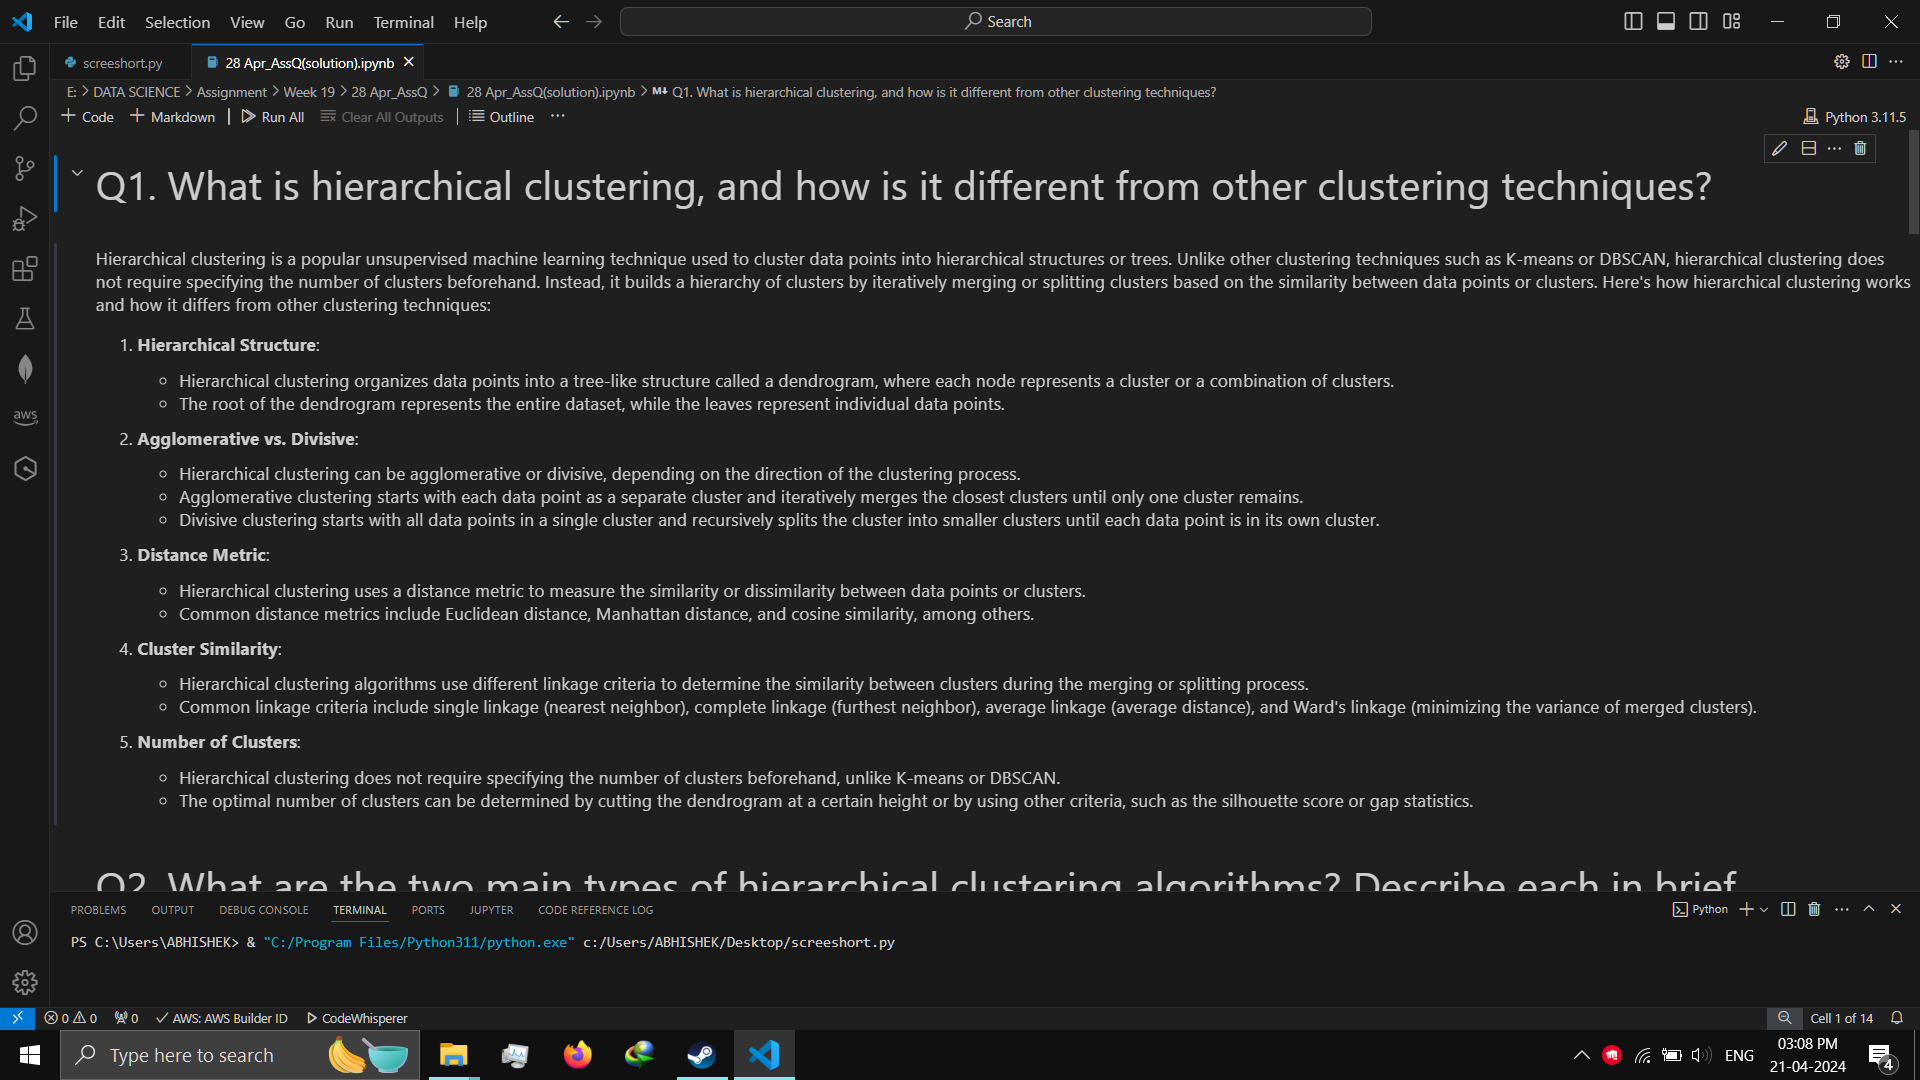 File Edit Selection View Go Run Terminal Help Search
screeshort.py 28 Apr_AssQ(solution).ipynb
E: > DATA SCIENCE > Assignment > Week 19 > 28 Apr_AssQ > 28 Apr_AssQ(solution).ipynb > M↓ Q1. What is hierarchical clustering, and how is it different from other clustering techniques?
+ Code + Markdown | Run All Clear All Outputs | Outline ... Python 3.11.5
Q1. What is hierarchical clustering, and how is it different from other clustering techniques?
Hierarchical clustering is a popular unsupervised machine learning technique used to cluster data points into hierarchical structures or trees. Unlike other clustering techniques such as K-means or DBSCAN, hierarchical clustering does
not require specifying the number of clusters beforehand. Instead, it builds a hierarchy of clusters by iteratively merging or splitting clusters based on the similarity between data points or clusters. Here's how hierarchical clustering works
and how it differs from other clustering techniques:
1. Hierarchical Structure:
◦ Hierarchical clustering organizes data points into a tree-like structure called a dendrogram, where each node represents a cluster or a combination of clusters.
◦ The root of the dendrogram represents the entire dataset, while the leaves represent individual data points.
2. Agglomerative vs. Divisive:
◦ Hierarchical clustering can be agglomerative or divisive, depending on the direction of the clustering process.
◦ Agglomerative clustering starts with each data point as a separate cluster and iteratively merges the closest clusters until only one cluster remains.
◦ Divisive clustering starts with all data points in a single cluster and recursively splits the cluster into smaller clusters until each data point is in its own cluster.
3. Distance Metric:
◦ Hierarchical clustering uses a distance metric to measure the similarity or dissimilarity between data points or clusters.
◦ Common distance metrics include Euclidean distance, Manhattan distance, and cosine similarity, among others.
4. Cluster Similarity:
◦ Hierarchical clustering algorithms use different linkage criteria to determine the similarity between clusters during the merging or splitting process.
◦ Common linkage criteria include single linkage (nearest neighbor), complete linkage (furthest neighbor), average linkage (average distance), and Ward's linkage (minimizing the variance of merged clusters).
5. Number of Clusters:
◦ Hierarchical clustering does not require specifying the number of clusters beforehand, unlike K-means or DBSCAN.
◦ The optimal number of clusters can be determined by cutting the dendrogram at a certain height or by using other criteria, such as the silhouette score or gap statistics.
Q2. What are the two main types of hierarchical clustering algorithms? Describe each in brief.
PROBLEMS OUTPUT DEBUG CONSOLE TERMINAL PORTS JUPYTER CODE REFERENCE LOG Python
PS C:\Users\ABHISHEK> & "C:/Program Files/Python311/python.exe" c:/Users/ABHISHEK/Desktop/screeshort.py
aws
0 0 0 AWS: AWS Builder ID CodeWhisperer Cell 1 of 14
Type here to search ENG 03:08 PM
21-04-2024 4